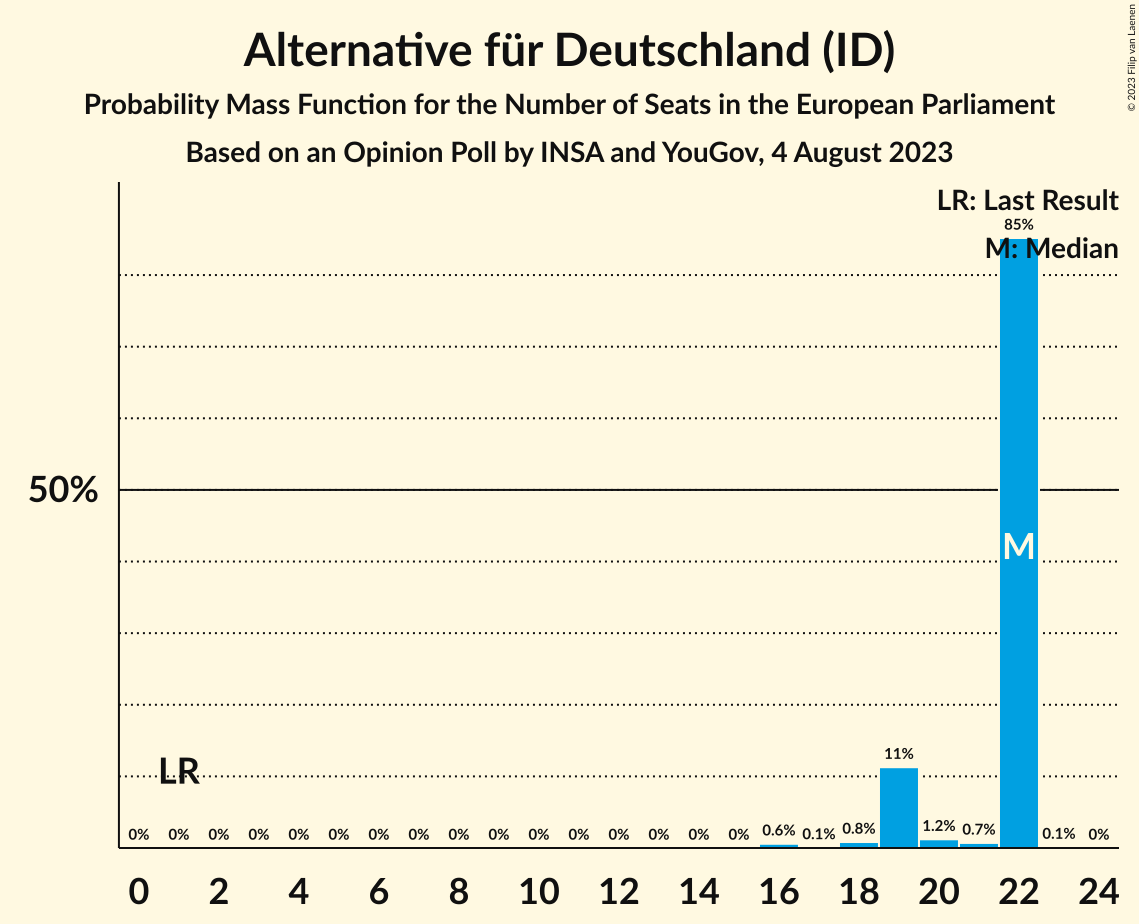 Alternative für Deutschland (ID)
Probability Mass Function for the Number of Seats in the European Parliament
Based on an Opinion Poll by INSA and YouGov, 4 August 2023
© 2023 Filip van Laenen
LR: Last Result
85%
M: Median
50%
M
LR
11%
0% 0% 0% 0% 0% 0% 0% 0% 0% 0% 0% 0% 0% 0% 0% 0% 0.6% 0.1% 0.8% 1.2% 0.7% 0.1% 0%
0 2 4 6 8 10 12 14 16 18 20 22 24